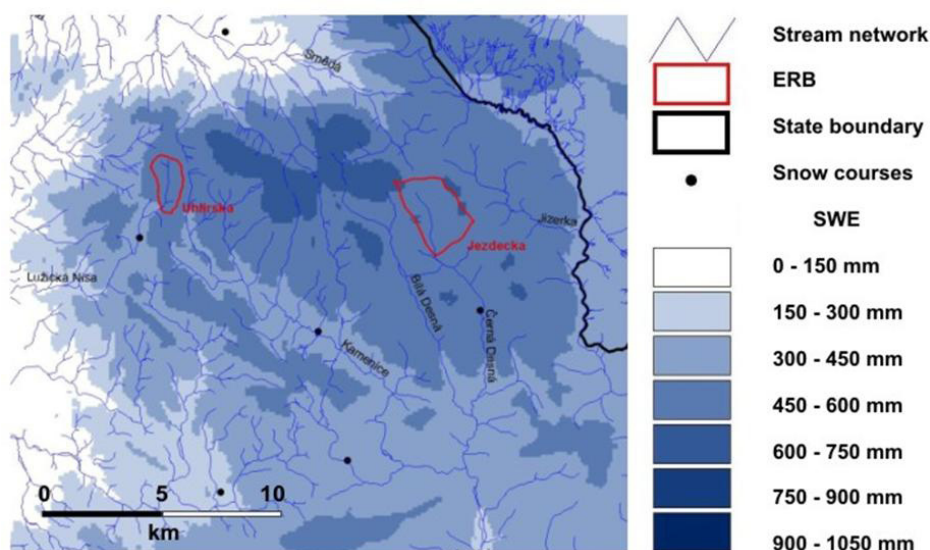 Smědá
Uhlířská
Jizerka
Jezdecka
Lužická Nisa
Bílá Desná
Černá Desná
Kamenice
0 5 10
km
Stream network
ERB
State boundary
Snow courses
SWE
0 - 150 mm
150 - 300 mm
300 - 450 mm
450 - 600 mm
600 - 750 mm
750 - 900 mm
900 - 1050 mm